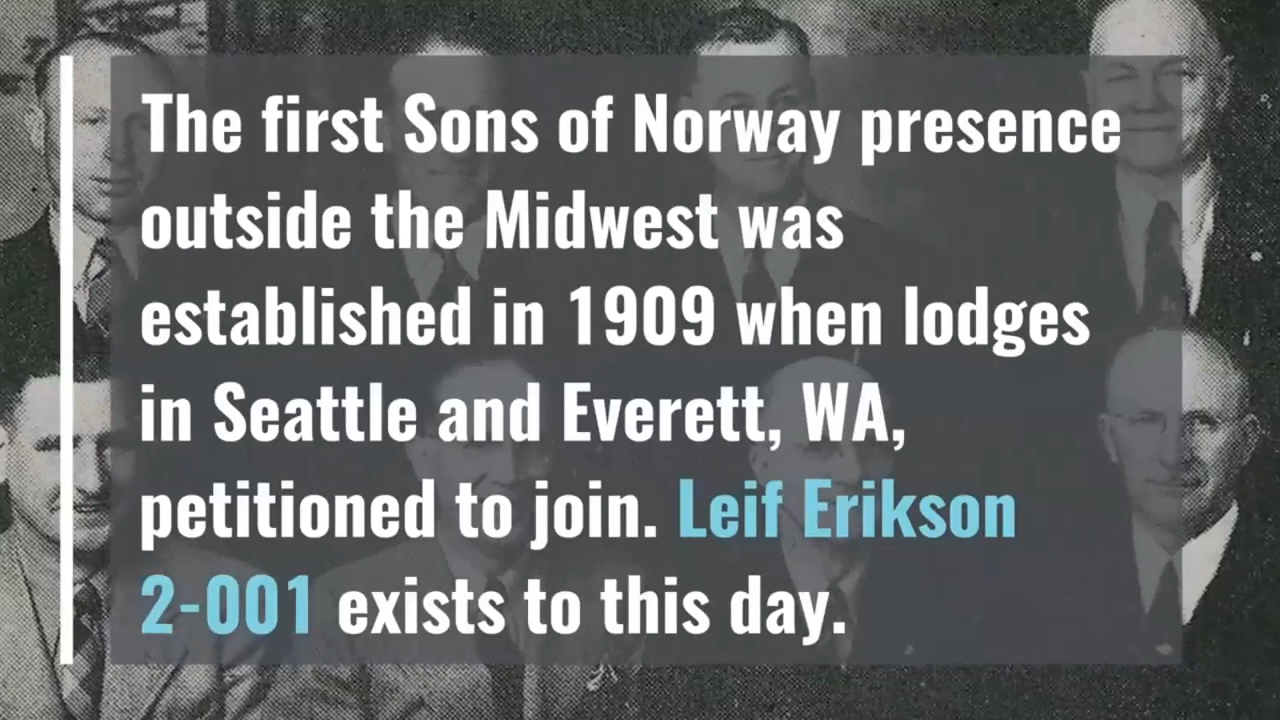 The first Sons of Norway presence
outside the Midwest was
established in 1909 when lodges
in Seattle and Everett, WA,
petitioned to join. Leif Erikson
2-001 exists to this day.